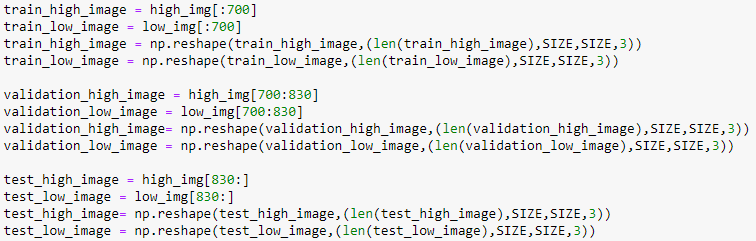 train_high_image = high_img[:700]
train_low_image = low_img[:700]
train_high_image = np.reshape(train_high_image,(len(train_high_image),SIZE,SIZE,3))
train_low_image = np.reshape(train_low_image,(len(train_low_image),SIZE,SIZE,3))

validation_high_image = high_img[700:830]
validation_low_image = low_img[700:830]
validation_high_image= np.reshape(validation_high_image,(len(validation_high_image),SIZE,SIZE,3))
validation_low_image = np.reshape(validation_low_image,(len(validation_low_image),SIZE,SIZE,3))

test_high_image = high_img[830:]
test_low_image = low_img[830:]
test_high_image= np.reshape(test_high_image,(len(test_high_image),SIZE,SIZE,3))
test_low_image = np.reshape(test_low_image,(len(test_low_image),SIZE,SIZE,3))